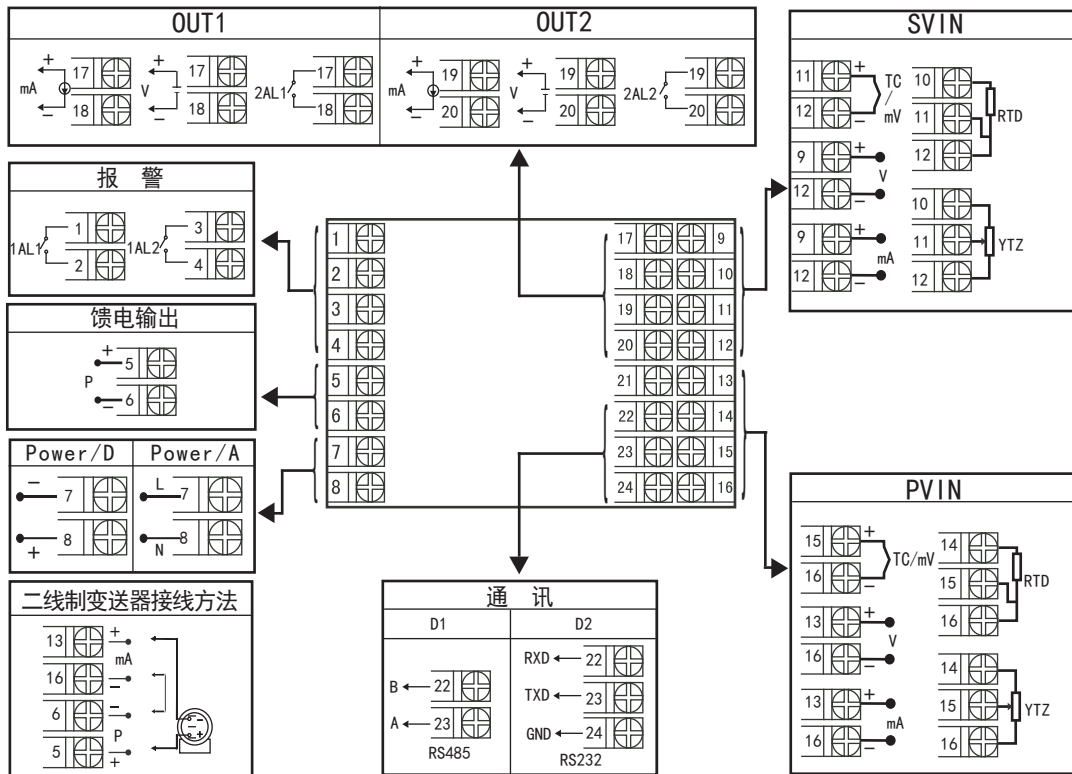 OUT1
OUT2
SVIN
+ 17 mA 18 −
+ 17 V 18 −
17 2AL1 18
+ 19 mA 20 −
+ 19 V 20 −
19 2AL2 20
11 + TC / mV
12 −
9 + V
12 −
9 + mA
12 −
10
11 RTD
12
10
11 YTZ
12
报 警
1 1AL1 2
3 1AL2 4
馈电输出
+ 5
P
− 6
Power/D
Power/A
− 7
+ 8
L 7
N 8
二线制变送器接线方法
13 +
mA
16 −
6 −
P
5 +
− +
1
2
3
4
5
6
7
8
17 9
18 10
19 11
20 12
21 13
22 14
23 15
24 16
通 讯
D1
D2
B 22
A 23
RS485
RXD 22
TXD 23
GND 24
RS232
PVIN
15 + TC/mV
16 −
13 + V
16 −
13 + mA
16 −
14
15 RTD
16
14
15 YTZ
16